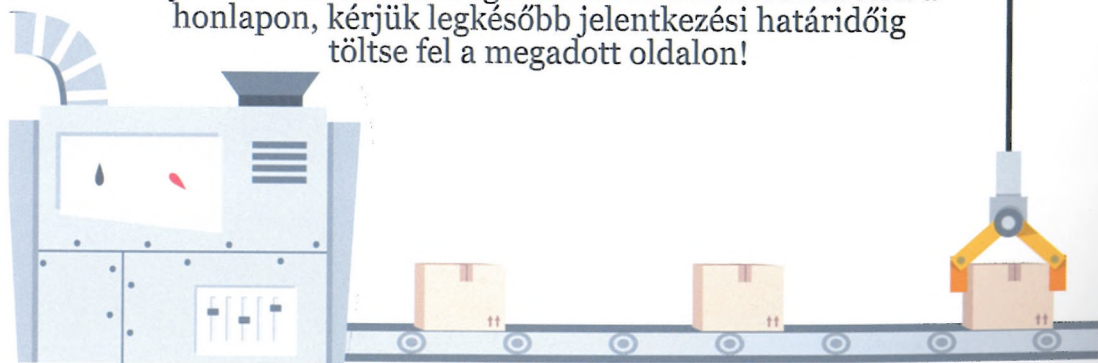 honlapon, kérjük legkésőbb jelentkezési határidőig
töltse fel a megadott oldalon!